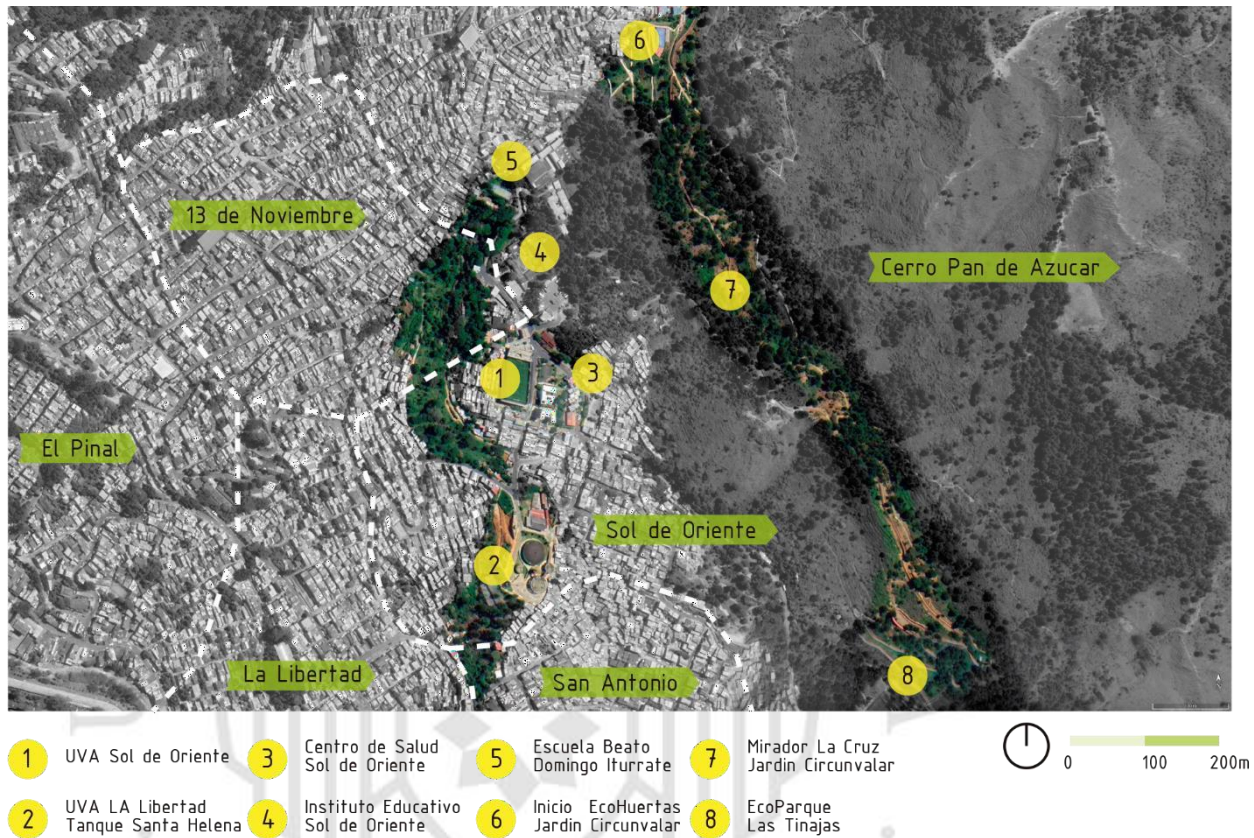 6
5
13 de Noviembre
4
Cerro Pan de Azucar
7
1
3
El Pinal
Sol de Oriente
2
La Libertad
San Antonio
8
1 UVA Sol de Oriente
2 UVA LA Libertad
Tanque Santa Helena
3 Centro de Salud
Sol de Oriente
4 Instituto Educativo
Sol de Oriente
5 Escuela Beato
Domingo Iturrate
6 Inicio EcoHuertas
Jardin Circunvalar
7 Mirador La Cruz
Jardin Circunvalar
8 EcoParque
Las Tinajas
0 100 200m